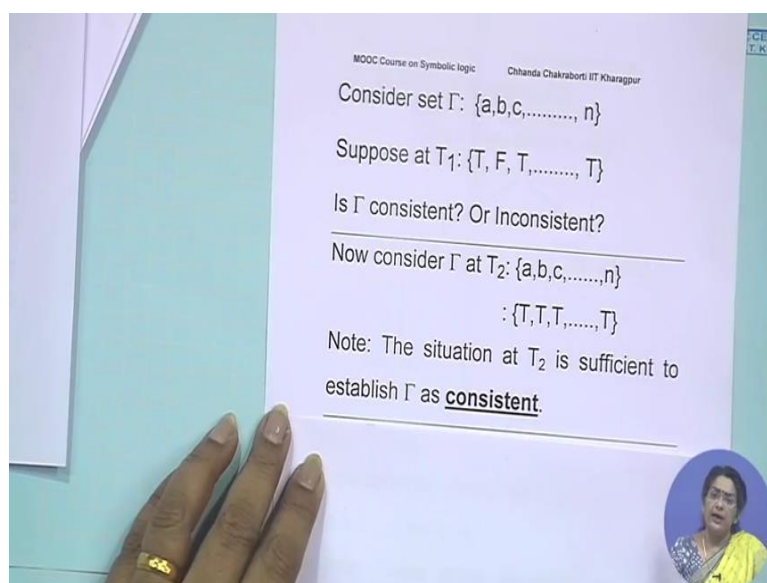 MOOC Course on Symbolic logic Chhanda Chakraborti IIT Kharagpur
Consider set Γ: {a,b,c,........., n}
Suppose at T1: {T, F, T,........, T}
Is Γ consistent? Or Inconsistent?
Now consider Γ at T2: {a,b,c,......,n}
: {T,T,T,.....,T}
Note: The situation at T2 is sufficient to
establish Γ as consistent.